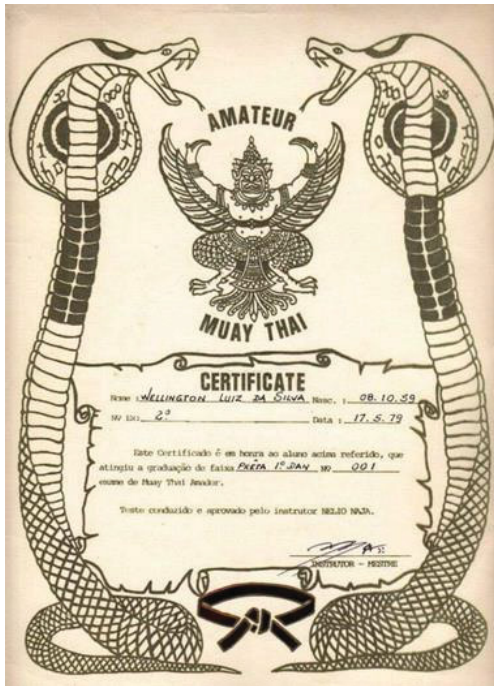 AMATEUR
MUAY THAI
CERTIFICATE
Nome : WELLINGTON LUIZ DA SILVA Nasc. : 08.10.59
Nº Ex: 2º Data : 17.5.79
Este Certificado é em honra ao aluno acima referido, que
atingiu a graduação de faixa PRETA 1º DAN no 001
exame de Muay Thai Amador.
Teste conduzido e aprovado pelo instrutor NELIO NAJA.
INSTRUTOR - MESTRE